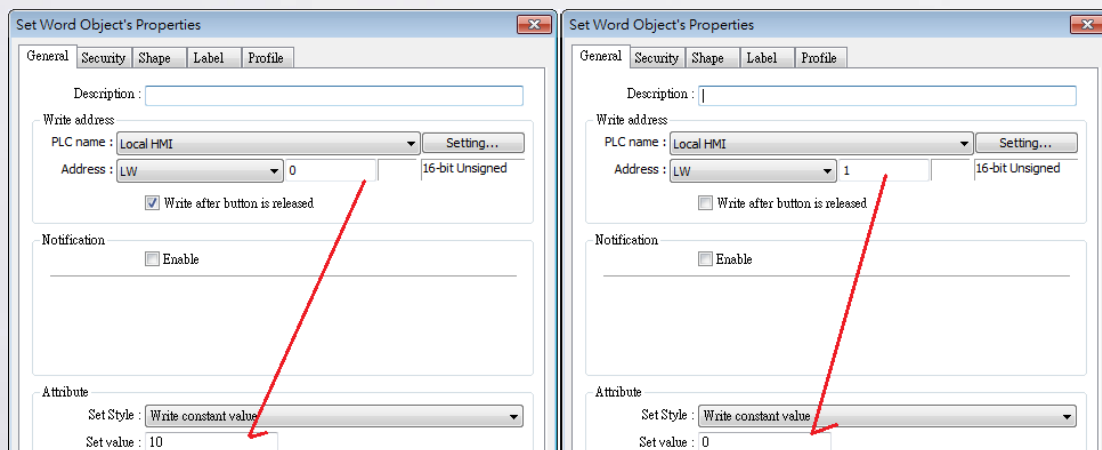 Set Word Object's Properties
General Security Shape Label Profile
Description :
Write address
PLC name : Local HMI Setting...
Address : LW 0 16-bit Unsigned
Write after button is released
Notification
Enable
Attribute
Set Style : Write constant value
Set value : 10
Set Word Object's Properties
General Security Shape Label Profile
Description :
Write address
PLC name : Local HMI Setting...
Address : LW 1 16-bit Unsigned
Write after button is released
Notification
Enable
Attribute
Set Style : Write constant value
Set value : 0